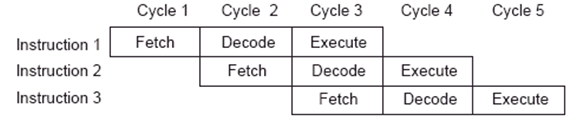 Cycle 1 Cycle 2 Cycle 3 Cycle 4 Cycle 5
Instruction 1 Fetch Decode Execute
Instruction 2 Fetch Decode Execute
Instruction 3 Fetch Decode Execute